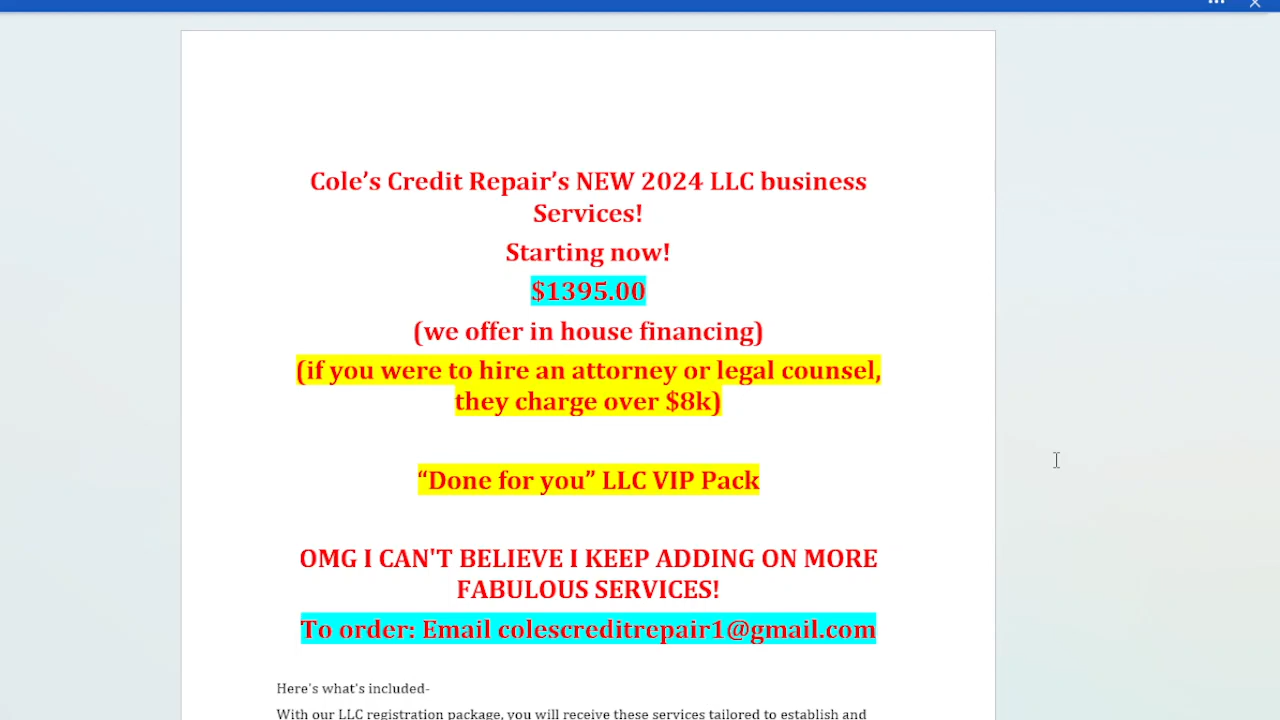 Cole’s Credit Repair’s NEW 2024 LLC business
Services!
Starting now!
$1395.00
(we offer in house financing)
(if you were to hire an attorney or legal counsel,
they charge over $8k)
“Done for you” LLC VIP Pack
OMG I CAN'T BELIEVE I KEEP ADDING ON MORE
FABULOUS SERVICES!
To order: Email colescreditrepair1@gmail.com
Here's what's included-
With our LLC registration package, you will receive these services tailored to establish and